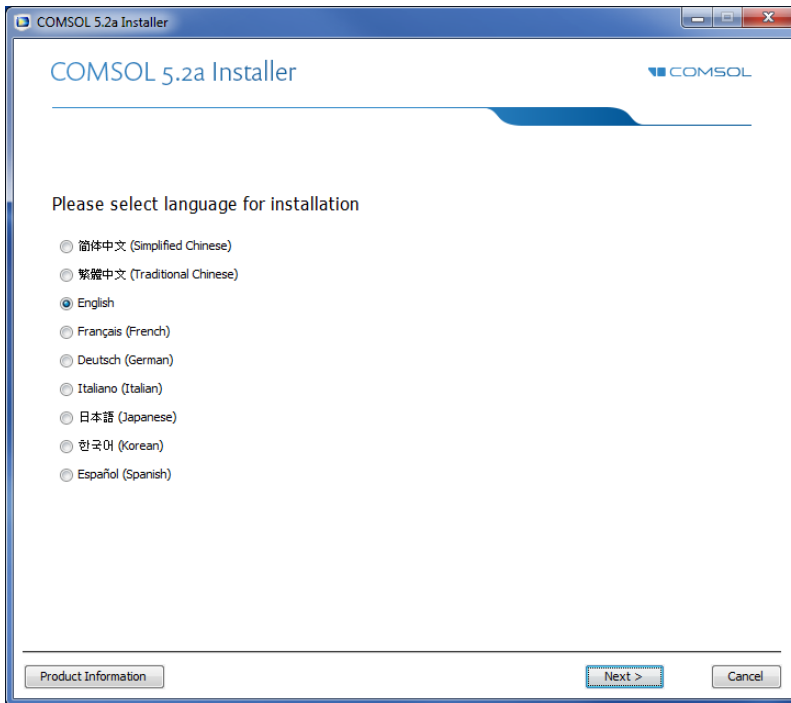 COMSOL 5.2a Installer
COMSOL 5.2a Installer
COMSOL
Please select language for installation
简体中文 (Simplified Chinese)
繁體中文 (Traditional Chinese)
English
Français (French)
Deutsch (German)
Italiano (Italian)
日本語 (Japanese)
한국어 (Korean)
Español (Spanish)
Product Information
Next >
Cancel